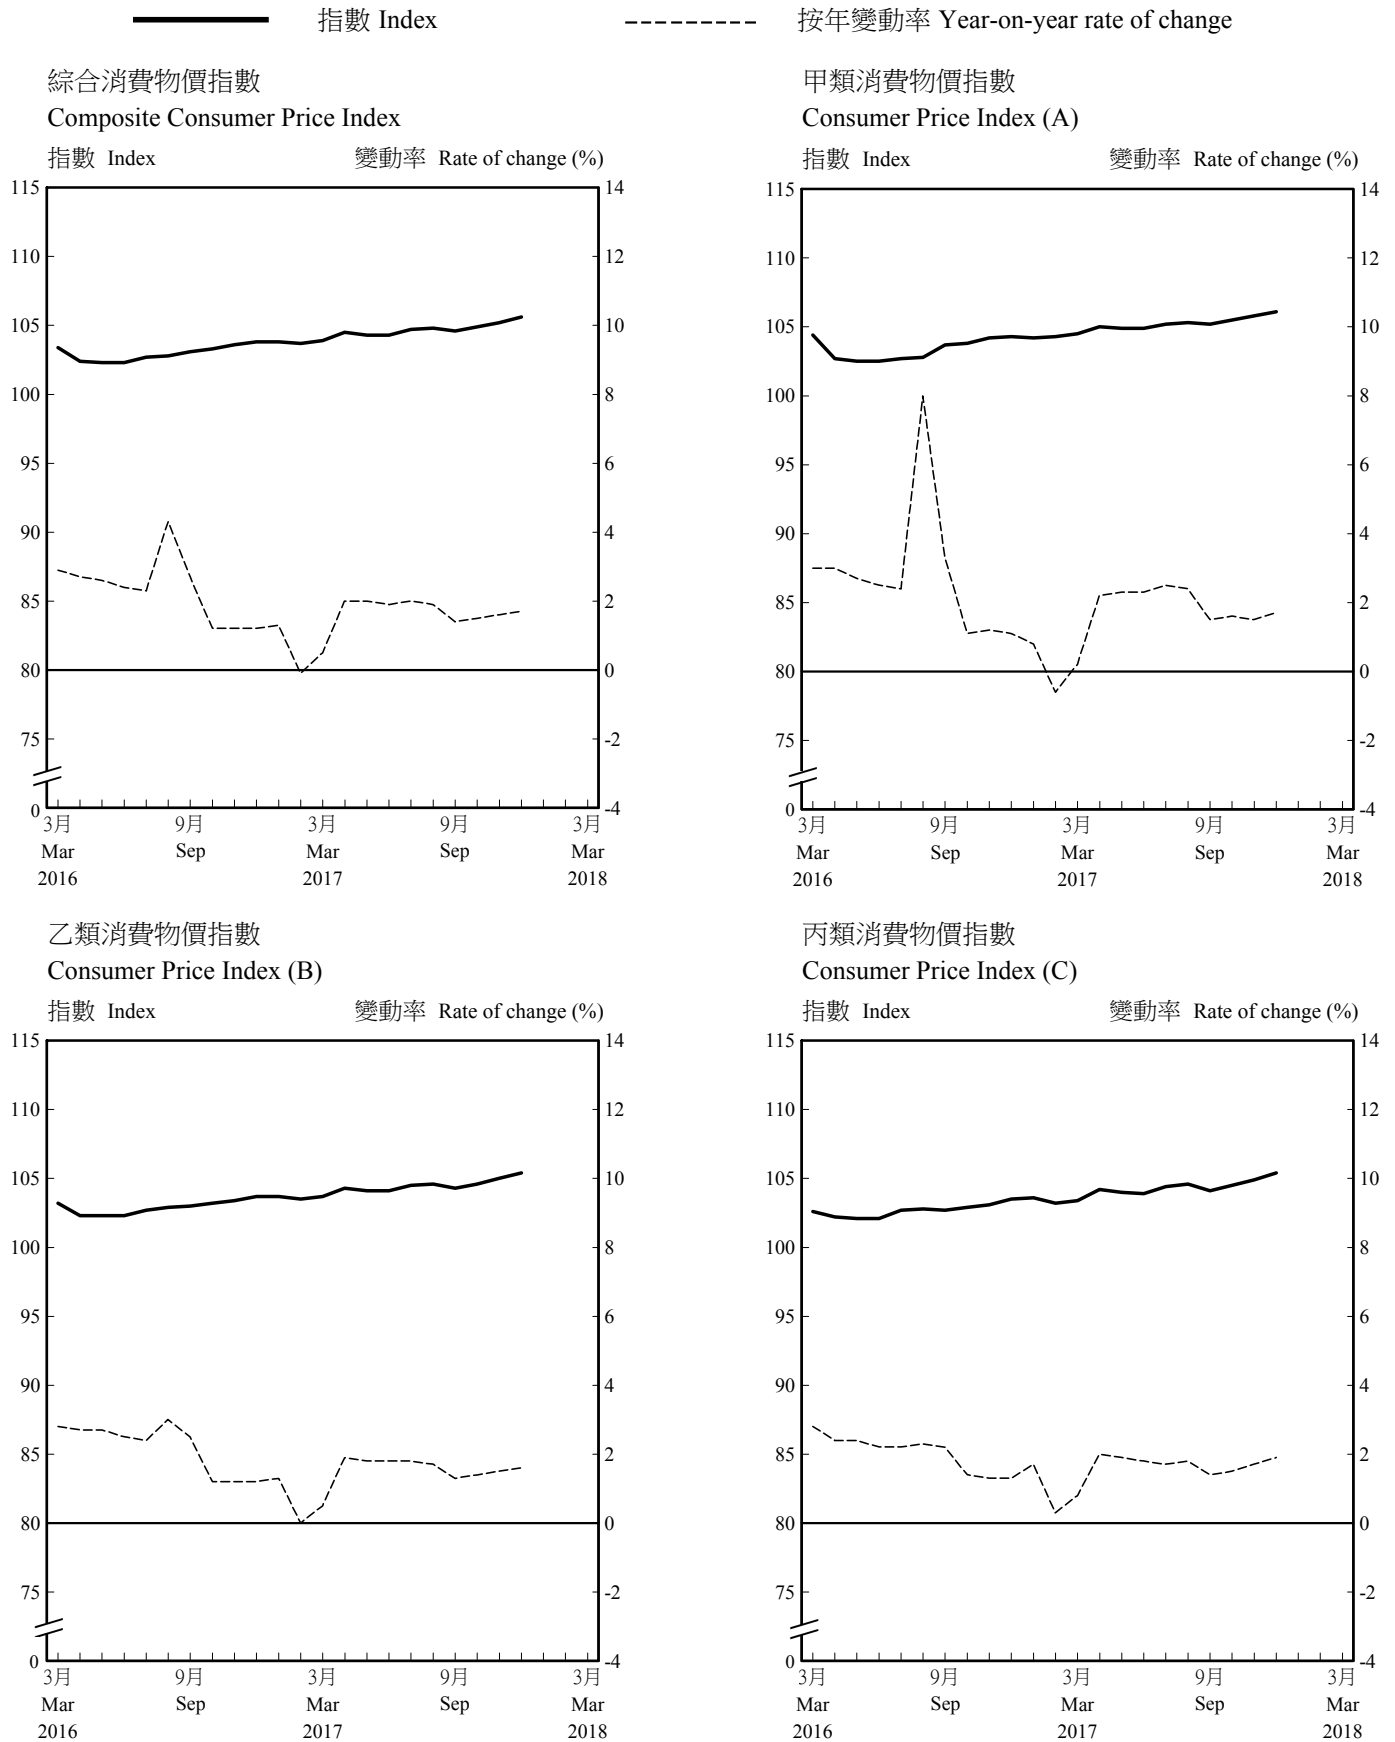 指數 Index
按年變動率 Year-on-year rate of change
綜合消費物價指數
Composite Consumer Price Index
指數 Index
變動率 Rate of change (%)
115
110
105
100
95
90
85
80
75
0
14
12
10
8
6
4
2
0
-2
-4
3月 9月 3月 9月 3月
Mar Sep Mar Sep Mar
2016 2017 2018
甲類消費物價指數
Consumer Price Index (A)
指數 Index
變動率 Rate of change (%)
115
110
105
100
95
90
85
80
75
0
14
12
10
8
6
4
2
0
-2
-4
3月 9月 3月 9月 3月
Mar Sep Mar Sep Mar
2016 2017 2018
乙類消費物價指數
Consumer Price Index (B)
指數 Index
變動率 Rate of change (%)
115
110
105
100
95
90
85
80
75
0
14
12
10
8
6
4
2
0
-2
-4
3月 9月 3月 9月 3月
Mar Sep Mar Sep Mar
2016 2017 2018
丙類消費物價指數
Consumer Price Index (C)
指數 Index
變動率 Rate of change (%)
115
110
105
100
95
90
85
80
75
0
14
12
10
8
6
4
2
0
-2
-4
3月 9月 3月 9月 3月
Mar Sep Mar Sep Mar
2016 2017 2018